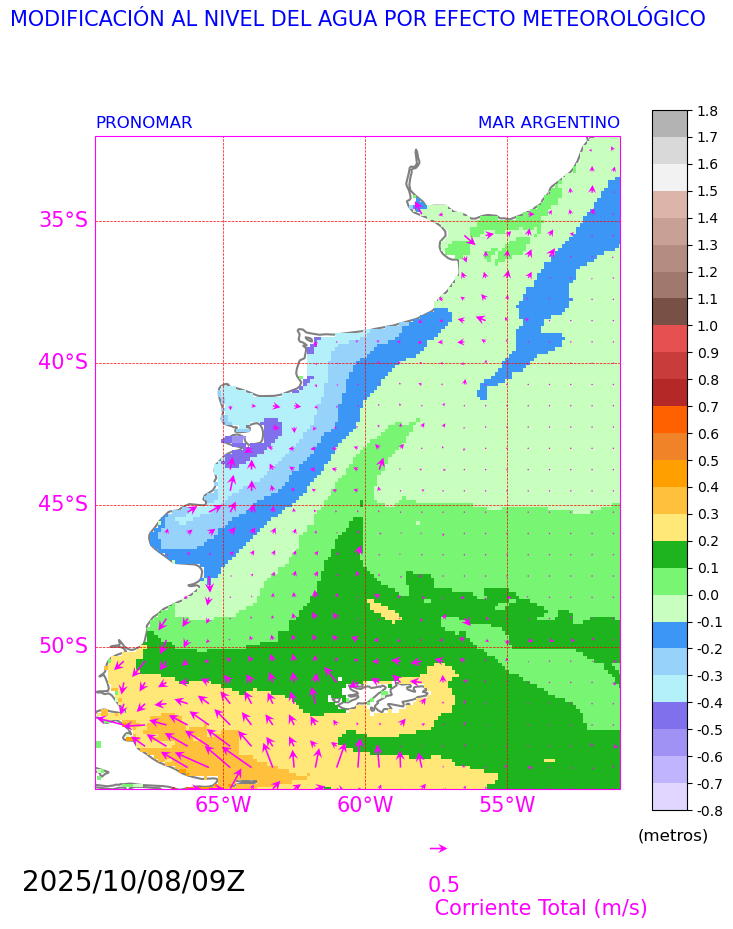 MODIFICACIÓN AL NIVEL DEL AGUA POR EFECTO METEOROLÓGICO
PRONOMAR
MAR ARGENTINO
35°S
40°S
45°S
50°S
65°W
60°W
55°W
1.8
1.7
1.6
1.5
1.4
1.3
1.2
1.1
1.0
0.9
0.8
0.7
0.6
0.5
0.4
0.3
0.2
0.1
0.0
-0.1
-0.2
-0.3
-0.4
-0.5
-0.6
-0.7
-0.8
(metros)
2025/10/08/09Z
0.5
Corriente Total (m/s)